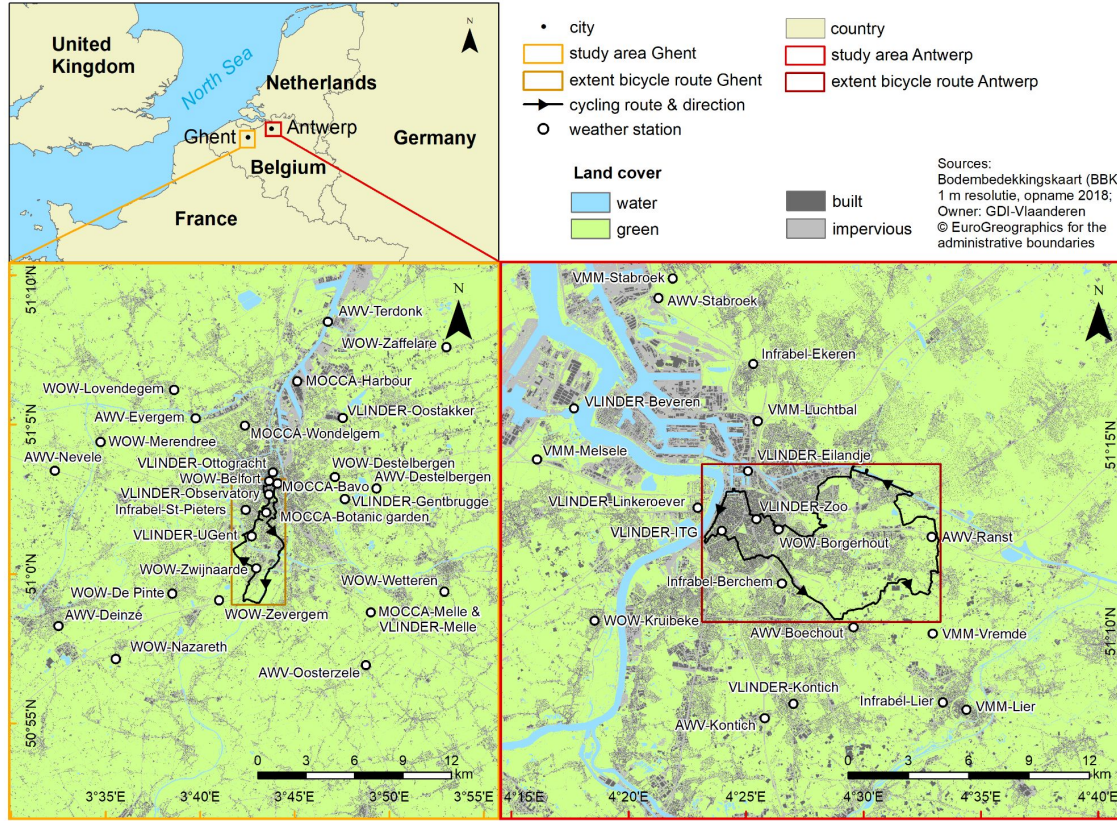 United
Kingdom
North Sea
Netherlands
Ghent
Antwerp
Germany
Belgium
France
N
city
study area Ghent
extent bicycle route Ghent
cycling route & direction
weather station
country
study area Antwerp
extent bicycle route Antwerp
Land cover
water
green
built
impervious
Sources:
Bodembedekkingskaart (BBK
1 m resolutie, opname 2018;
Owner: GDI-Vlaanderen
© EuroGreographics for the
administrative boundaries
51°10'N
51°5'N
51°0'N
50°55'N
N
AWV-Terdonk
WOW-Zaffelare
MOCCA-Harbour
WOW-Lovendegem
AWV-Evergem
VLINDER-Oostakker
MOCCA-Wondelgem
WOW-Merendree
AWV-Nevele
VLINDER-Ottogracht
WOW-Destelbergen
WOW-Belfort
AWV-Destelbergen
MOCCA-Bavo
VLINDER-Observatory
VLINDER-Gentbrugge
Infrabel-St-Pieters
MOCCA-Botanic garden
VLINDER-UGent
WOW-Zwijnaarde
WOW-Wetteren
WOW-De Pinte
WOW-Zevergem
MOCCA-Melle &
VLINDER-Melle
AWV-Deinze
WOW-Nazareth
AWV-Oosterzele
0 3 6 9 12
km
3°35'E 3°40'E 3°45'E 3°50'E 3°55'E
N
VMM-Stabroek
AWV-Stabroek
Infrabel-Ekeren
VLINDER-Beveren
VMM-Luchtbal
VMM-Melsele
VLINDER-Eilandje
VLINDER-Linkeroever
VLINDER-Zoo
VLINDER-ITG
WOW-Borgerhout
AWV-Ranst
Infrabel-Berchem
WOW-Kruibeke
AWV-Boechout
VMM-Vremde
VLINDER-Kontich
Infrabel-Lier
VMM-Lier
AWV-Kontich
51°15'N
51°10'N
0 3 6 9 12
km
4°15'E 4°20'E 4°25'E 4°30'E 4°35'E 4°40'E